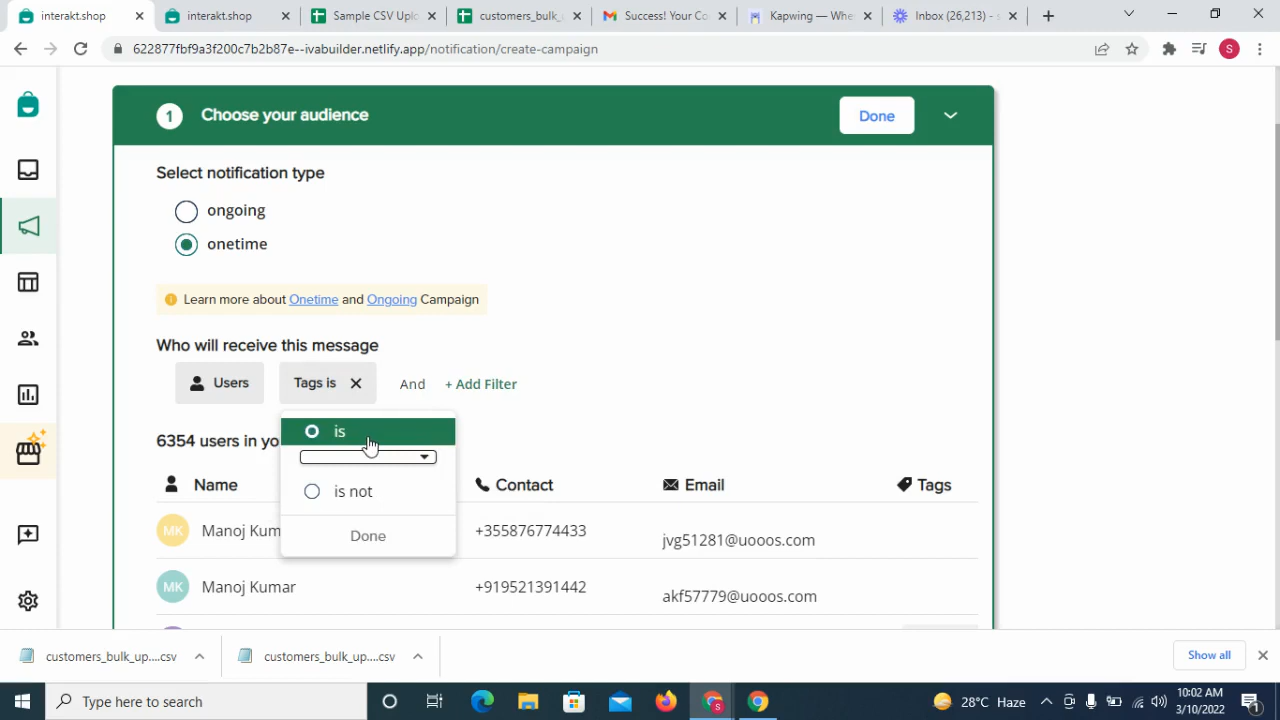 interakt.shop
interakt.shop
Sample CSV Uplo
customers_bulk_u
Success! Your Co
Kapwing — Whe
Inbox (26,213) - s
622877fbf9a3f200c7b2b87e--ivabuilder.netlify.app/notification/create-campaign
S
1 Choose your audience
Done
Select notification type
ongoing
onetime
Learn more about Onetime and Ongoing Campaign
Who will receive this message
Users
Tags is
And
+ Add Filter
is
is not
Done
6354 users in yo
Name
Contact
Email
Tags
MK
Manoj Kum
+355876774433
jvg51281@uooos.com
MK
Manoj Kumar
+919521391442
akf57779@uooos.com
customers_bulk_up....csv
customers_bulk_up....csv
Show all
Type here to search
28°C Haze
10:02 AM
3/10/2022
1